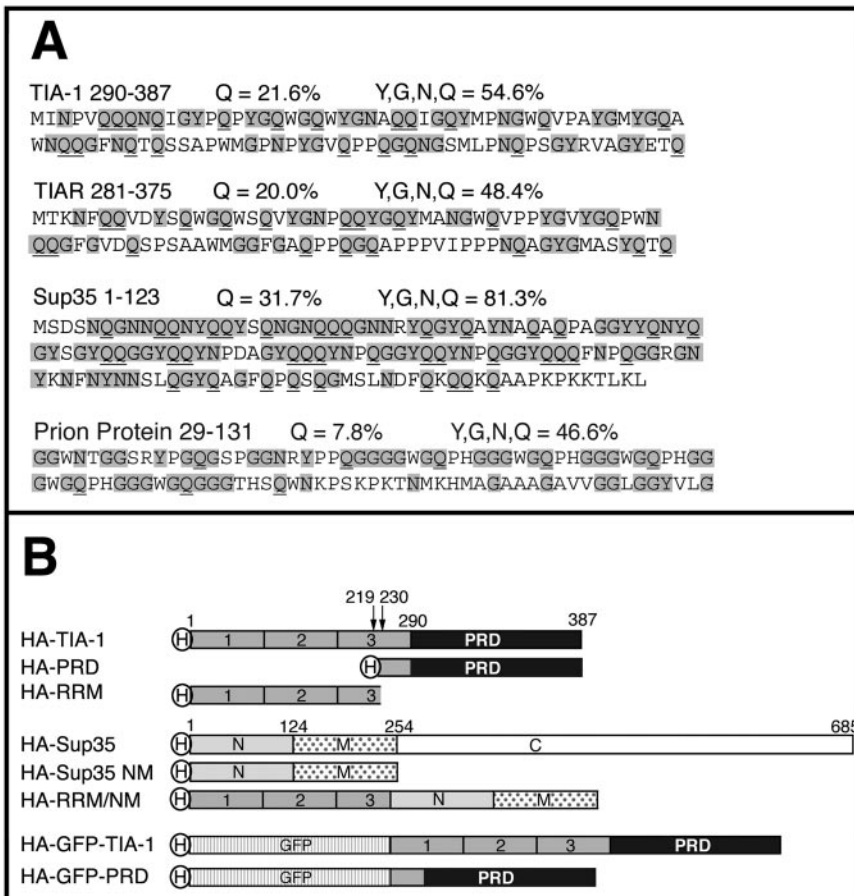 A
TIA-1 290-387 Q = 21.6% Y,G,N,Q = 54.6%
MINPVQQQNQIGYPQPYGQWGQWYGNAQQIGQYMPNGWQVPAYGMYGQA
WNQQGFNQTQSSAPWMGPNPYGVQPPQGQNGSMLPNQPSGYRVAGYETQ
TIAR 281-375 Q = 20.0% Y,G,N,Q = 48.4%
MTKNFQQVDYSQWGQWSQVYGNPQQYGQYMANGWQVPPYGVYGQPWN
QQGFGVDQSPSAAWMGGFGAQPPQGQAPPPVIPPPNQAGYGMASYQTQ
Sup35 1-123 Q = 31.7% Y,G,N,Q = 81.3%
MSDSNQGNNQQNYQQYSQNGNQQQGNNRYQGYQAYNAQAQPAGGYYQNYQ
GYSGYQQGGYQQYNPDAGYQQQYNPQGGYQQYNPQGGYQQQFNPQGGRGN
YKNFNYNNSLQGYQAGFQPQSQGMSLNDFQKQQKQAAPKPKKTLKL
Prion Protein 29-131 Q = 7.8% Y,G,N,Q = 46.6%
GGWNTGGSRYPGQGSPGGNRYPPQGGGGWGQPHGGGWGQPHGGGWGQPHGG
GWGQPHGGGWGQGGGTHSQWNKPSKPKTNMKHMAGAAAGAVVGGLGGYVLG
B
219 230
1 290 387
HA-TIA-1 H 1 2 3 PRD
HA-PRD H PRD
HA-RRM H 1 2 3
1 124 254 685
HA-Sup35 H N M C
HA-Sup35 NM H N M
HA-RRM/NM H 1 2 3 N M
HA-GFP-TIA-1 H GFP 1 2 3 PRD
HA-GFP-PRD H GFP PRD